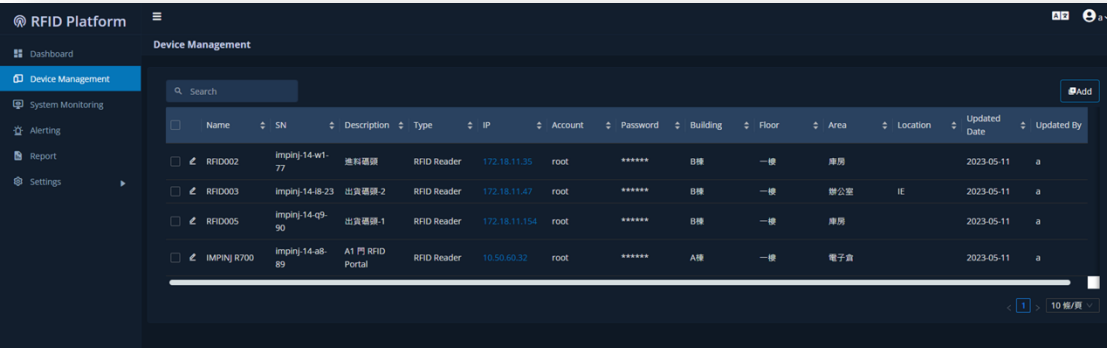 RFID Platform
a
Dashboard
Device Management
System Monitoring
Alerting
Report
Settings
Device Management
Search
Add
Name SN Description Type IP Account Password Building Floor Area Location Updated Date Updated By
RFID002 impinj-14-w1-77 進料碼頭 RFID Reader 172.18.11.35 root ****** B棟 一樓 庫房 2023-05-11 a
RFID003 impinj-14-i8-23 出貨碼頭-2 RFID Reader 172.18.11.47 root ****** B棟 一樓 辦公室 IE 2023-05-11 a
RFID005 impinj-14-q9-90 出貨碼頭-1 RFID Reader 172.18.11.154 root ****** B棟 一樓 庫房 2023-05-11 a
IMPINJ R700 impinj-14-a8-89 A1 門 RFID Portal RFID Reader 10.50.60.32 root ****** A棟 一樓 電子倉 2023-05-11 a
< 1 > 10 條/頁